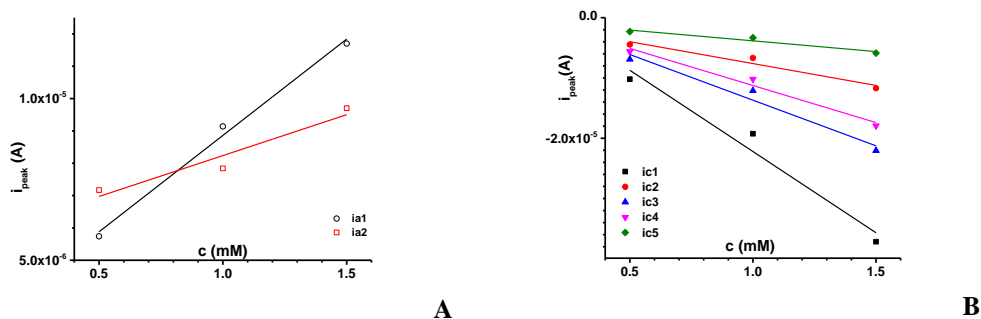 i_peak (A)
1.0x10⁻⁵
5.0x10⁻⁶
0.5
1.0
1.5
c (mM)
ia1
ia2
A
i_peak(A)
0.0
-2.0x10⁻⁵
0.5
1.0
1.5
c (mM)
ic1
ic2
ic3
ic4
ic5
B